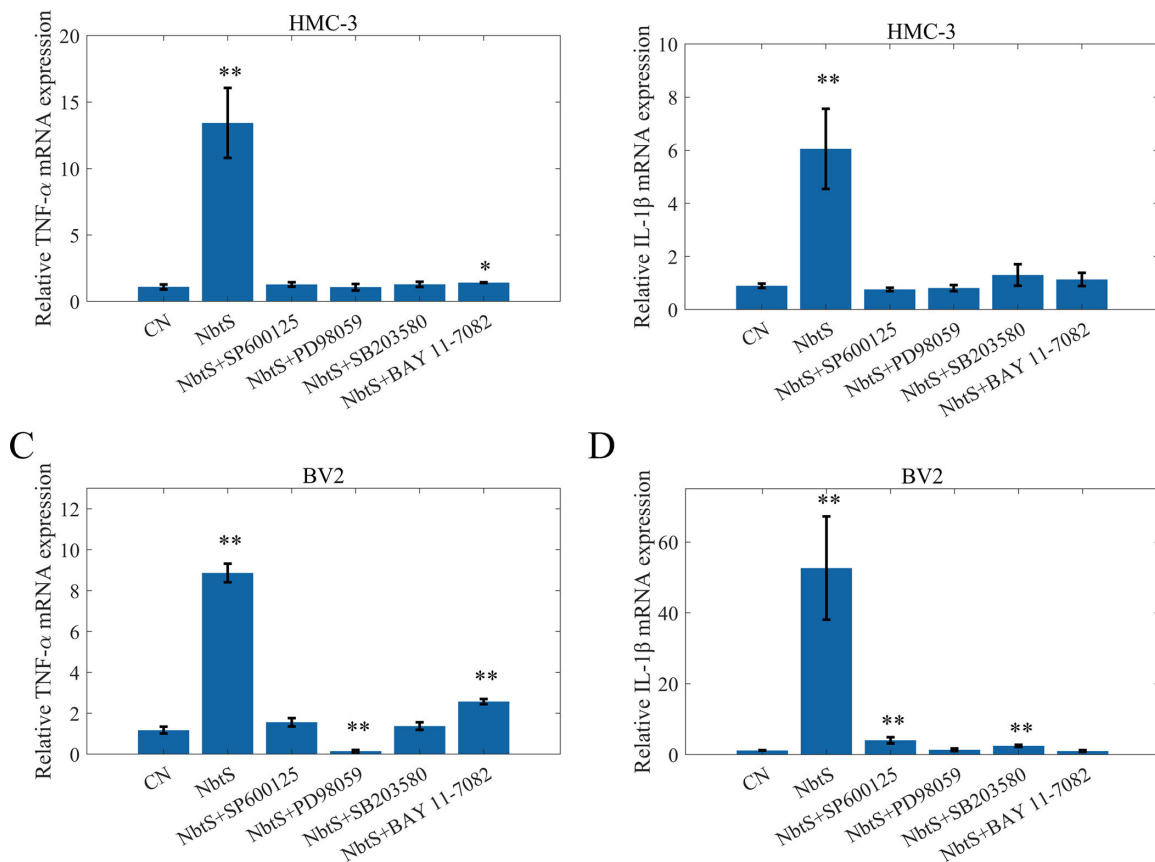 HMC-3
Relative TNF-α mRNA expression
20
15
10
5
0
**
*
CN
NbtS
NbtS+SP600125
NbtS+PD98059
NbtS+SB203580
NbtS+BAY 11-7082
HMC-3
Relative IL-1β mRNA expression
10
8
6
4
2
0
**
CN
NbtS
NbtS+SP600125
NbtS+PD98059
NbtS+SB203580
NbtS+BAY 11-7082
C
BV2
Relative TNF-α mRNA expression
12
10
8
6
4
2
0
**
**
**
CN
NbtS
NbtS+SP600125
NbtS+PD98059
NbtS+SB203580
NbtS+BAY 11-7082
D
BV2
Relative IL-1β mRNA expression
60
40
20
0
**
**
**
CN
NbtS
NbtS+SP600125
NbtS+PD98059
NbtS+SB203580
NbtS+BAY 11-7082